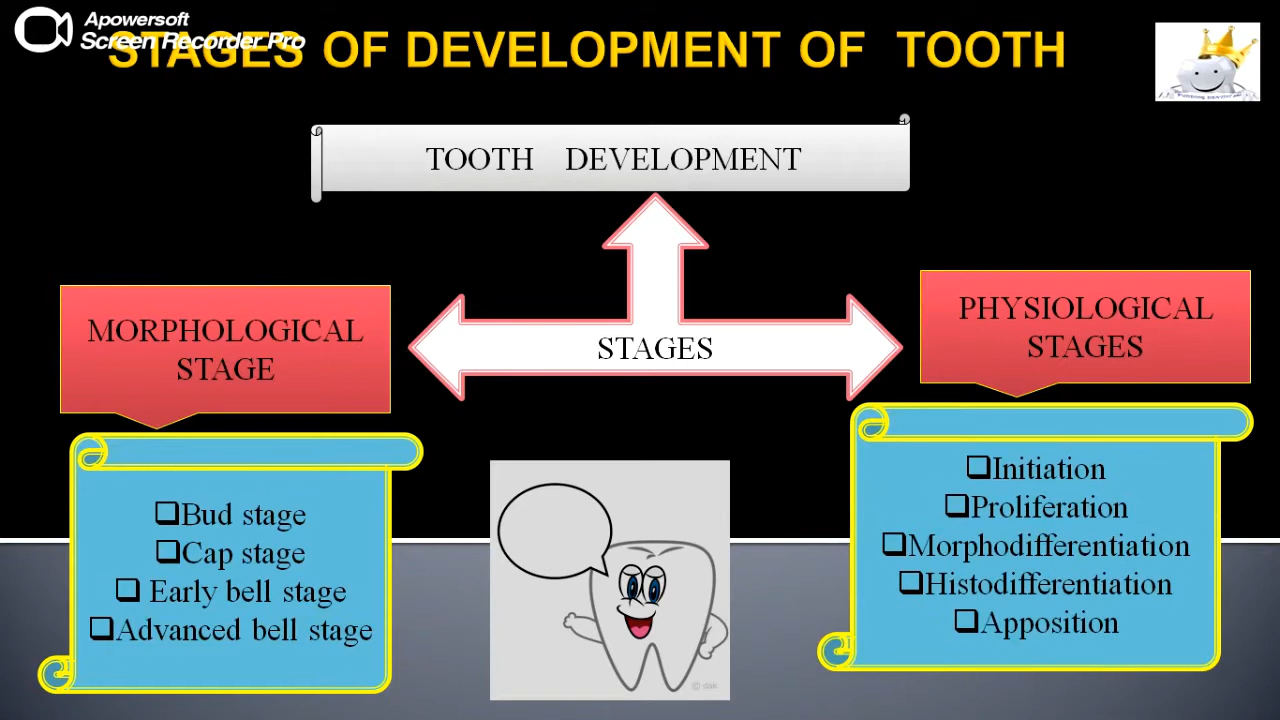 Apowersoft
Screen Recorder Pro
STAGES OF DEVELOPMENT OF TOOTH
TOOTH DEVELOPMENT
MORPHOLOGICAL
STAGE
STAGES
PHYSIOLOGICAL
STAGES
❑Bud stage
❑Cap stage
❑ Early bell stage
❑Advanced bell stage
❑Initiation
❑Proliferation
❑Morphodifferentiation
❑Histodifferentiation
❑Apposition